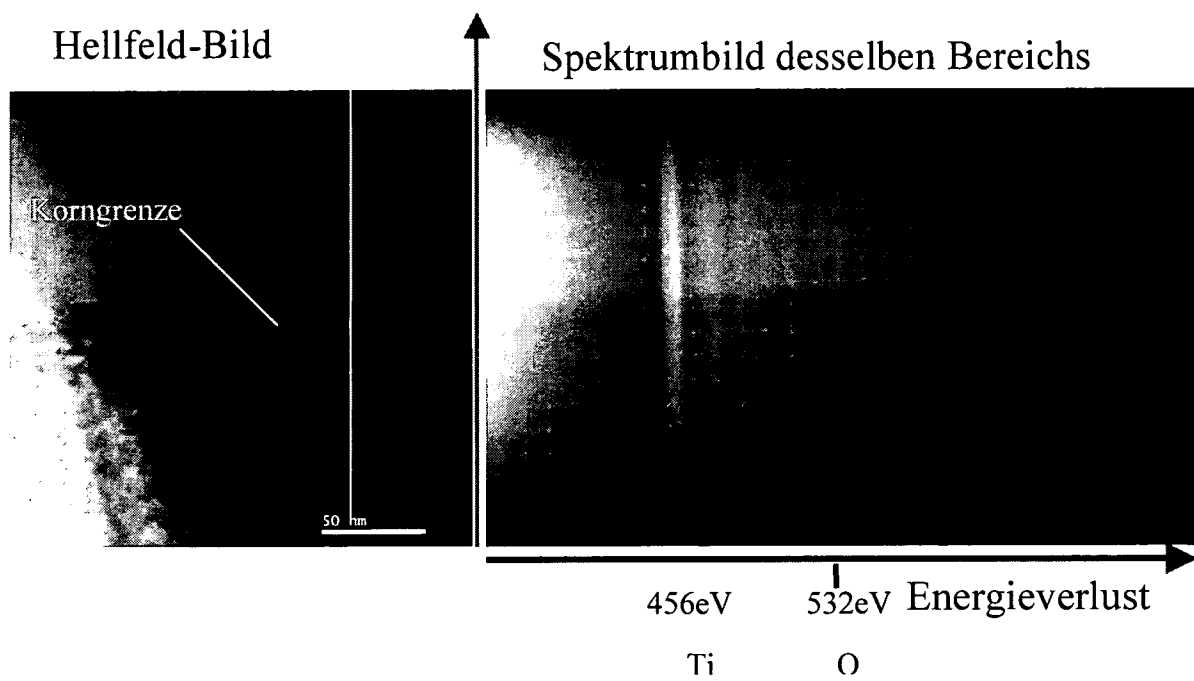 Hellfeld-Bild
Spektrumbild desselben Bereichs
Korngrenze
50 nm
456eV
532eV
Energieverlust
Ti
O